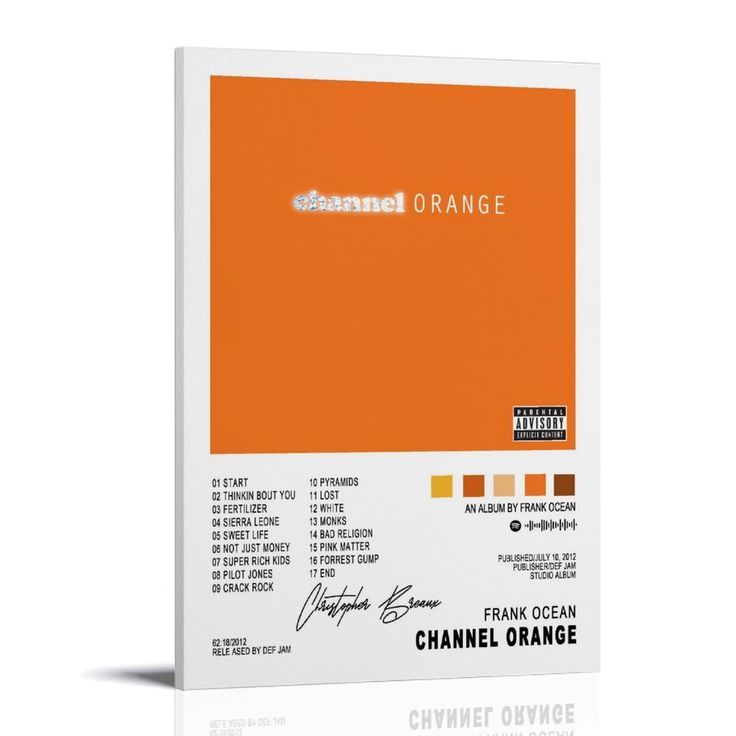 channel ORANGE
PARENTAL
ADVISORY
EXPLICIT CONTENT
01 START
02 THINKIN BOUT YOU
03 FERTILIZER
04 SIERRA LEONE
05 SWEET LIFE
06 NOT JUST MONEY
07 SUPER RICH KIDS
08 PILOT JONES
09 CRACK ROCK
10 PYRAMIDS
11 LOST
12 WHITE
13 MONKS
14 BAD RELIGION
15 PINK MATTER
16 FORREST GUMP
17 END
AN ALBUM BY FRANK OCEAN
PUBLISHED/JULY 10, 2012
PUBLISHER/DEF JAM
STUDIO ALBUM
Christopher Breaux
FRANK OCEAN
CHANNEL ORANGE
62:18/2012
RELE ASED BY DEF JAM